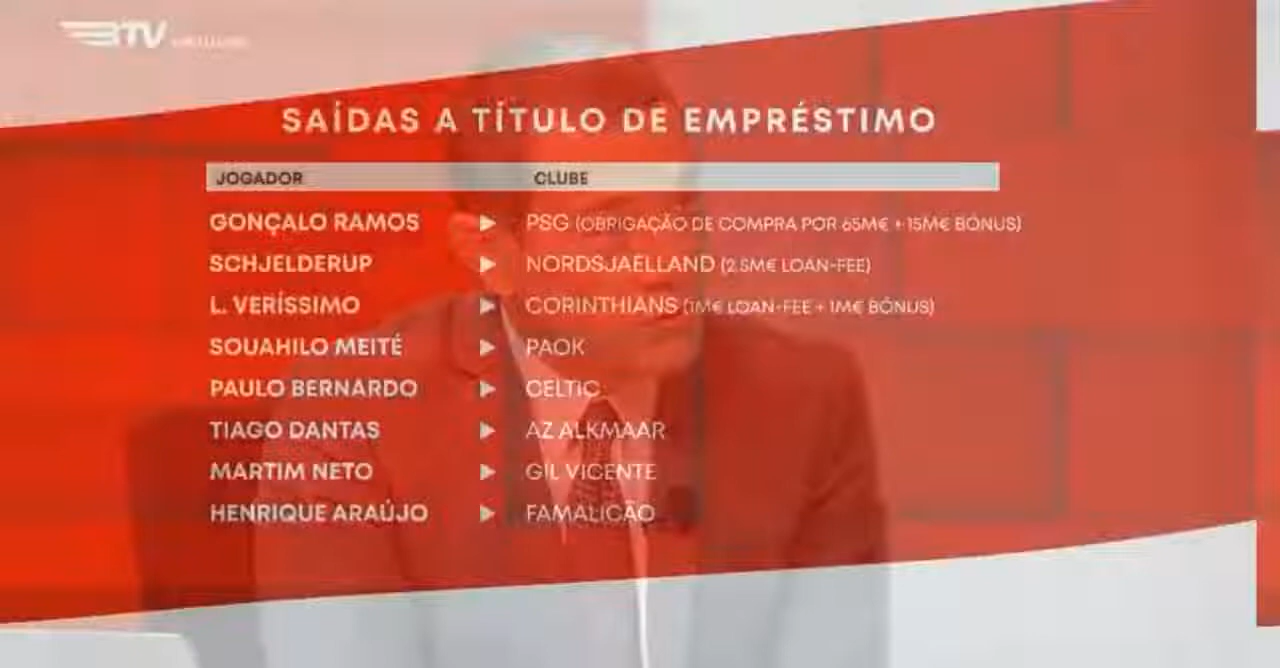 BTV
SAÍDAS A TÍTULO DE EMPRÉSTIMO
JOGADOR CLUBE
GONÇALO RAMOS ► PSG (OBRIGAÇÃO DE COMPRA POR 65M€ + 15M€ BÓNUS)
SCHJELDERUP ► NORDSJAELLAND (2.5M€ LOAN-FEE)
L. VERÍSSIMO ► CORINTHIANS (1M€ LOAN-FEE + 1M€ BÓNUS)
SOUAHILO MEITÉ ► PAOK
PAULO BERNARDO ► CELTIC
TIAGO DANTAS ► AZ ALKMAAR
MARTIM NETO ► GIL VICENTE
HENRIQUE ARAÚJO ► FAMALICÃO